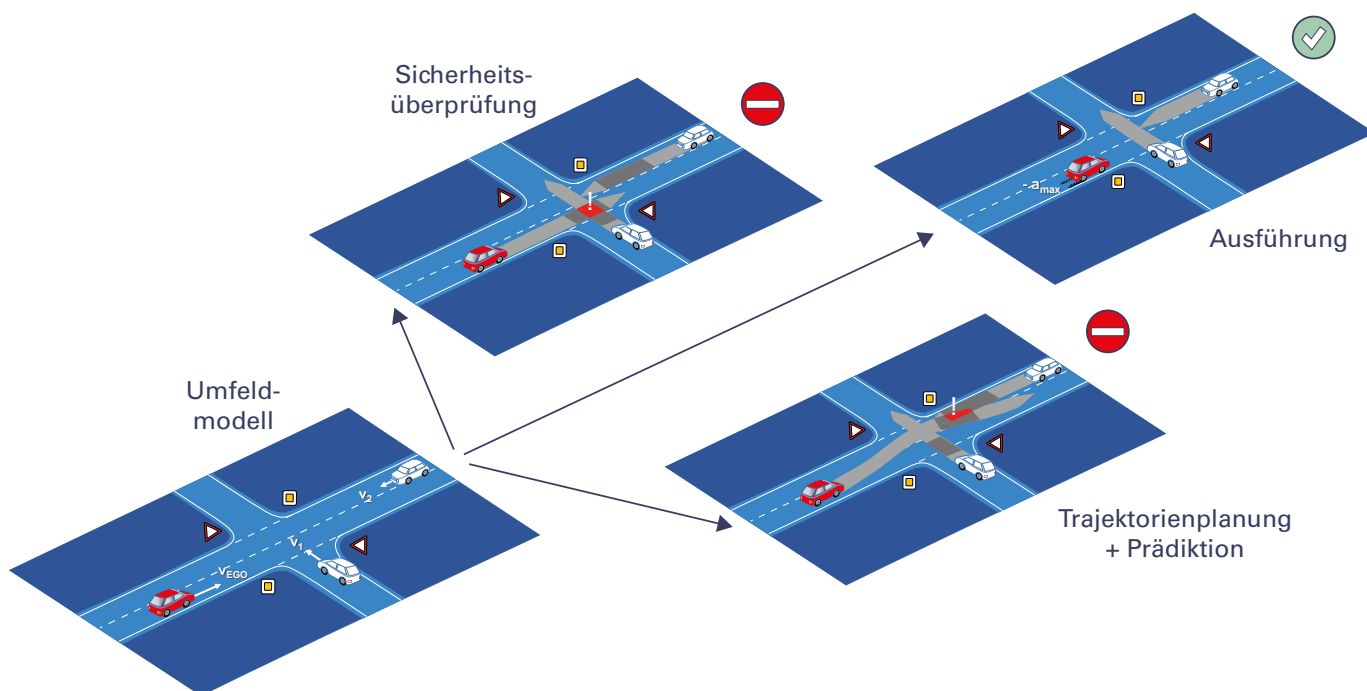 Sicherheits-
überprüfung
- amax
Ausführung
Umfeld-
modell
v2
v1
vEGO
Trajektorienplanung
+ Prädiktion